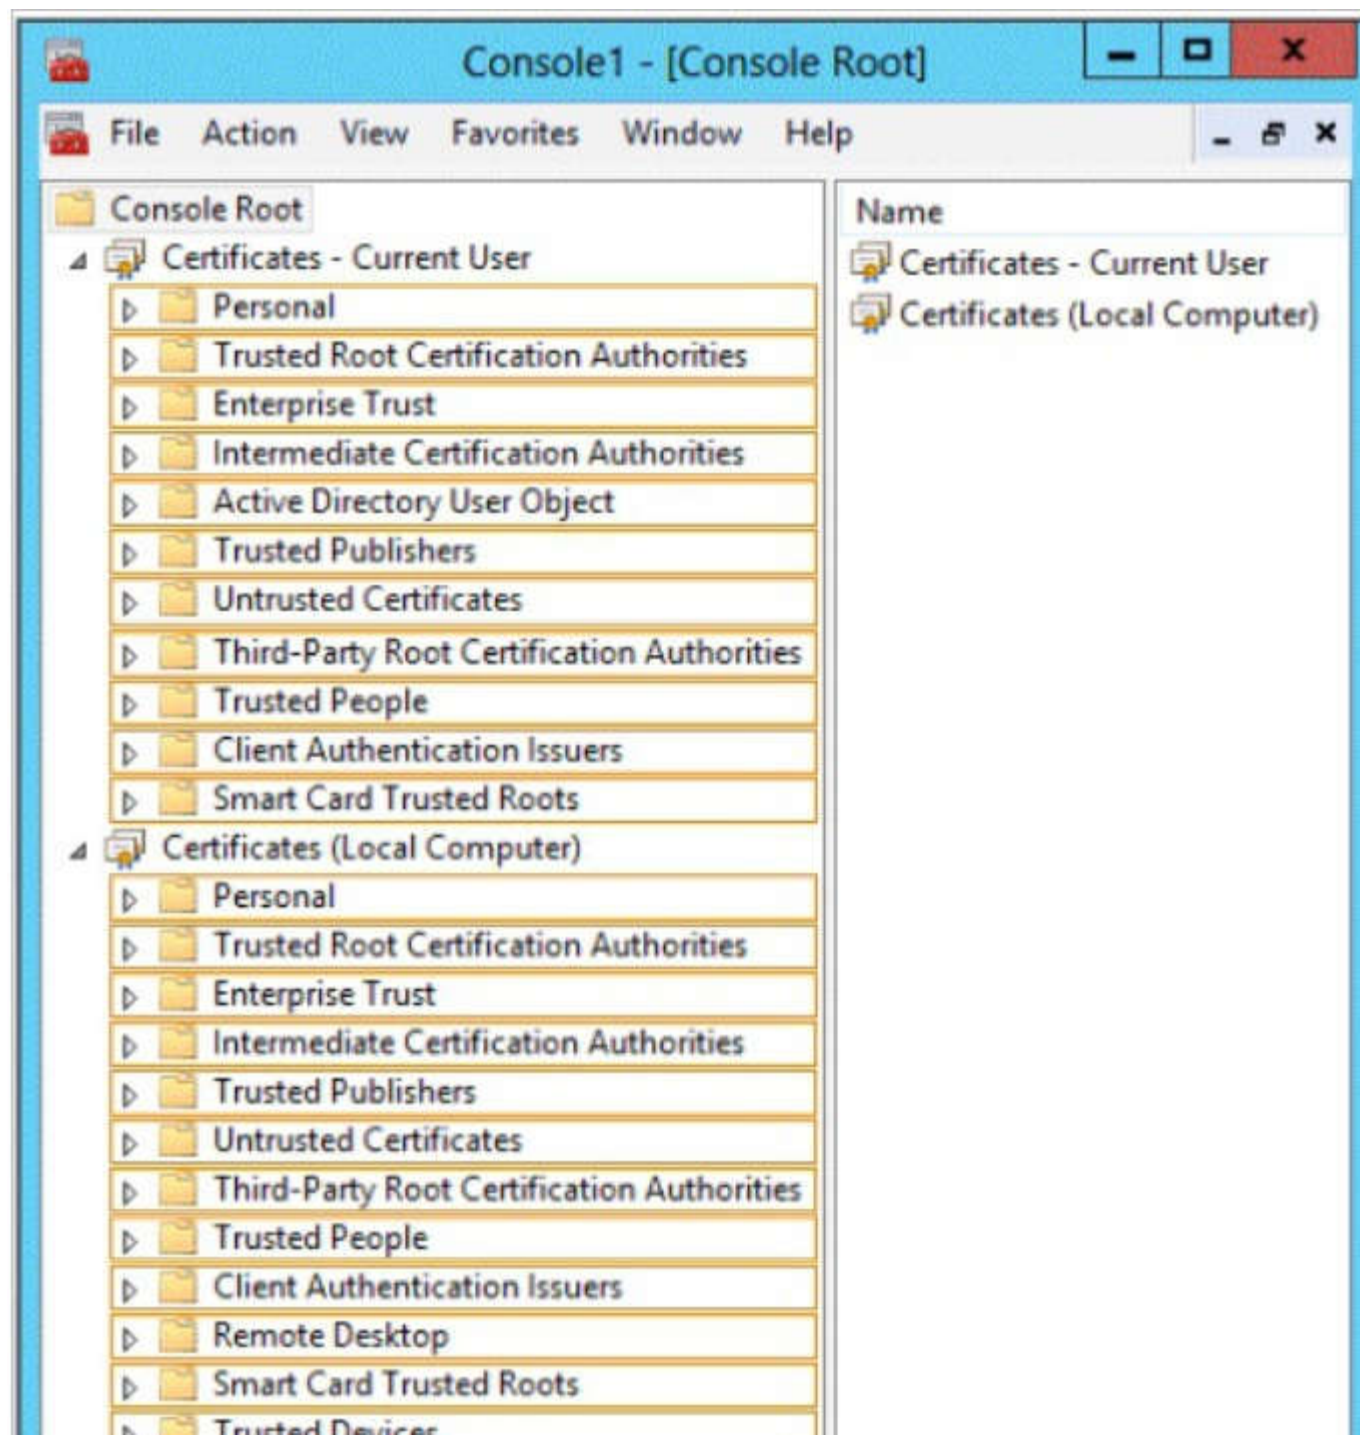 Console1 - [Console Root]
File Action View Favorites Window Help
Console Root
Certificates - Current User
Personal
Trusted Root Certification Authorities
Enterprise Trust
Intermediate Certification Authorities
Active Directory User Object
Trusted Publishers
Untrusted Certificates
Third-Party Root Certification Authorities
Trusted People
Client Authentication Issuers
Smart Card Trusted Roots
Certificates (Local Computer)
Personal
Trusted Root Certification Authorities
Enterprise Trust
Intermediate Certification Authorities
Trusted Publishers
Untrusted Certificates
Third-Party Root Certification Authorities
Trusted People
Client Authentication Issuers
Remote Desktop
Smart Card Trusted Roots
Trusted Devices
Name
Certificates - Current User
Certificates (Local Computer)